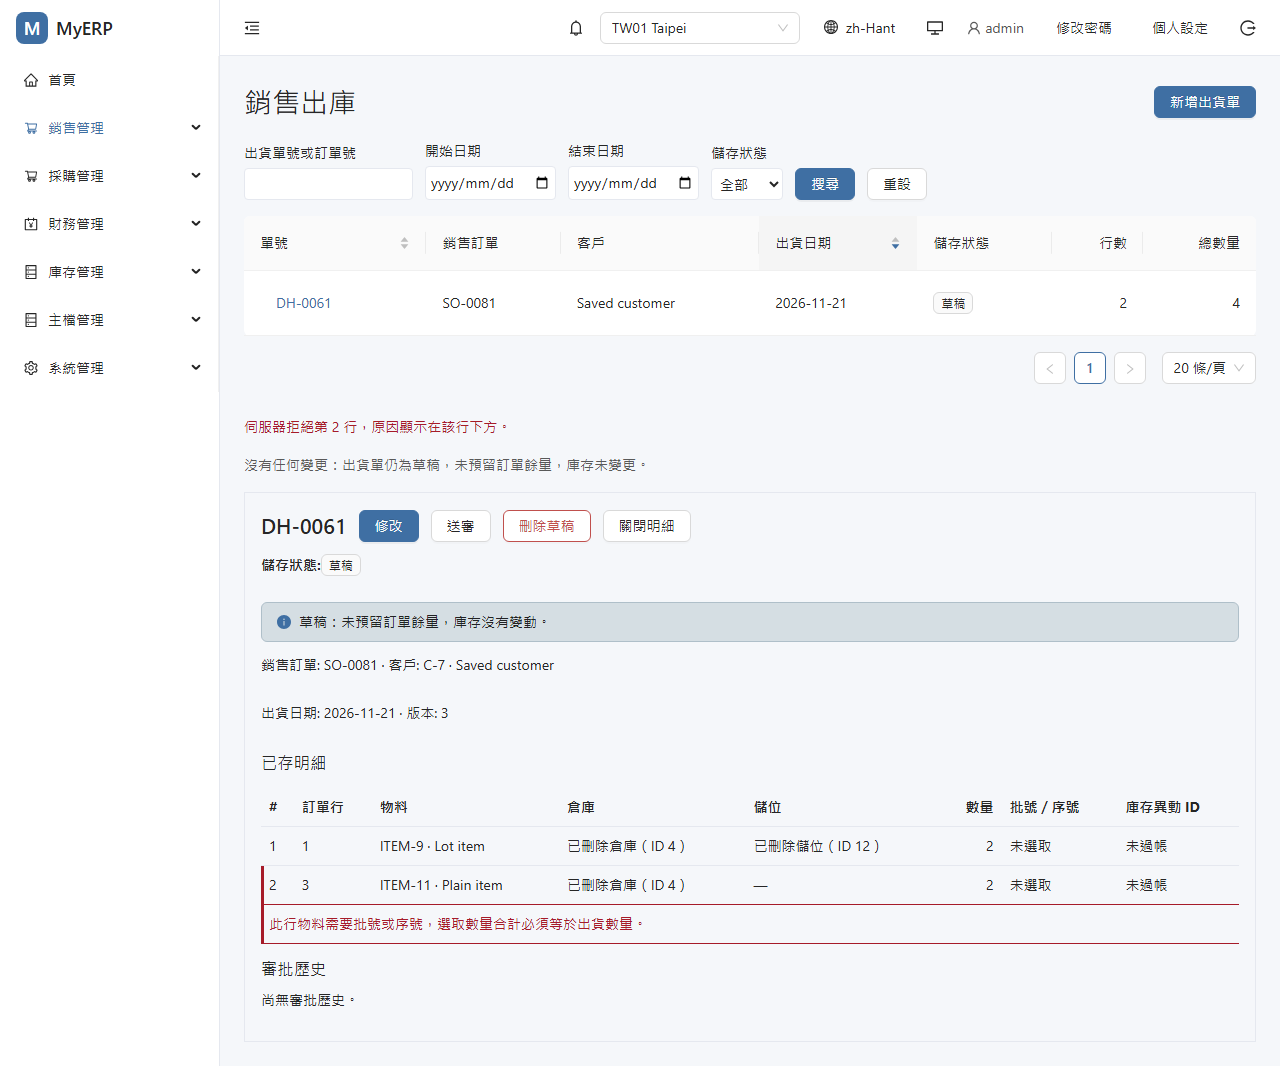 M MyERP
TW01 Taipei
zh-Hant
admin
修改密碼
個人設定
首頁
銷售管理
採購管理
財務管理
庫存管理
主檔管理
系統管理
銷售出庫
新增出貨單
出貨單號或訂單號 開始日期 結束日期 儲存狀態
yyyy/mm/dd yyyy/mm/dd 全部 搜尋 重設
單號 銷售訂單 客戶 出貨日期 儲存狀態 行數 總數量
DH-0061 SO-0081 Saved customer 2026-11-21 草稿 2 4
< 1 > 20 條/頁
伺服器拒絕第 2 行，原因顯示在該行下方。
沒有任何變更：出貨單仍為草稿，未預留訂單餘量，庫存未變更。
DH-0061 修改 送審 刪除草稿 關閉明細
儲存狀態: 草稿
草稿：未預留訂單餘量，庫存沒有變動。
銷售訂單: SO-0081 · 客戶: C-7 · Saved customer
出貨日期: 2026-11-21 · 版本: 3
已存明細
# 訂單行 物料 倉庫 儲位 數量 批號 / 序號 庫存異動 ID
1 1 ITEM-9 · Lot item 已刪除倉庫（ID 4） 已刪除儲位（ID 12） 2 未選取 未過帳
2 3 ITEM-11 · Plain item 已刪除倉庫（ID 4） — 2 未選取 未過帳
此行物料需要批號或序號，選取數量合計必須等於出貨數量。
審批歷史
尚無審批歷史。